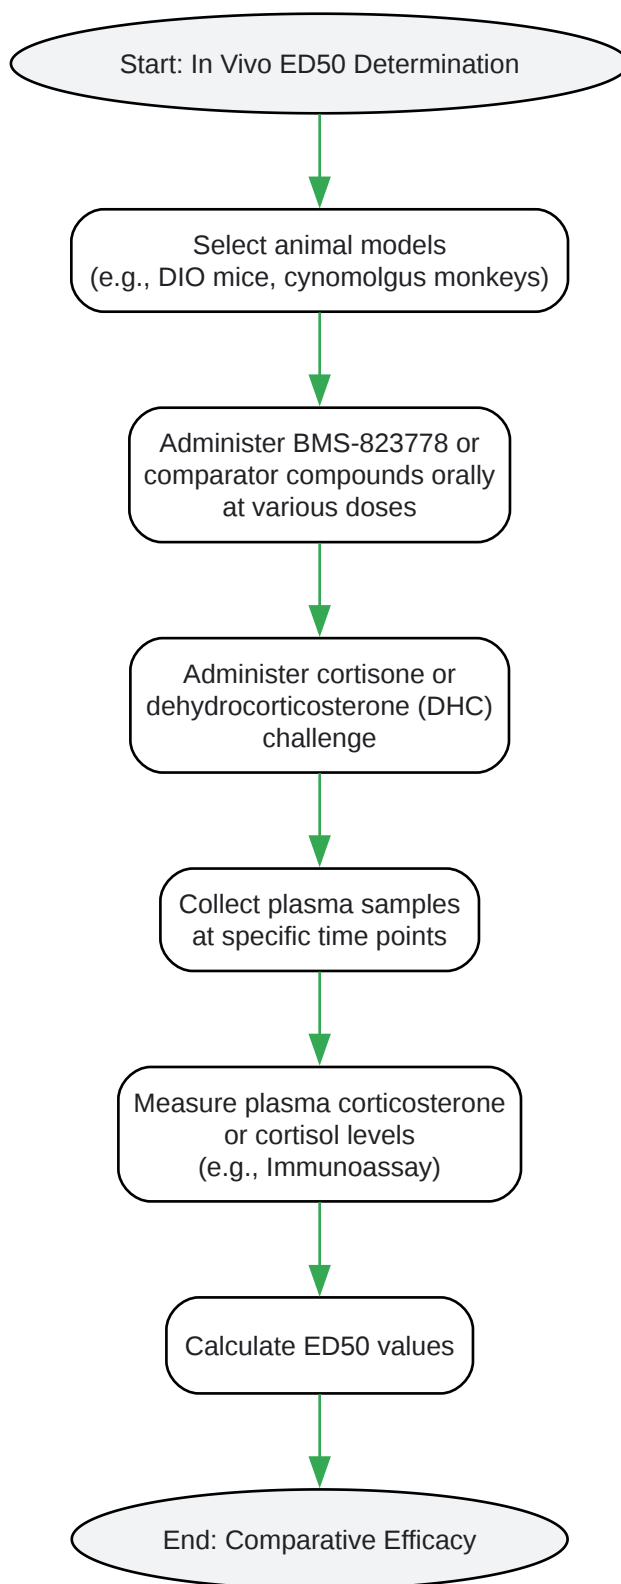 Start: In Vivo ED50 Determination
Select animal models
(e.g., DIO mice, cynomolgus monkeys)
Administer BMS-823778 or
comparator compounds orally
at various doses
Administer cortisone or
dehydrocorticosterone (DHC)
challenge
Collect plasma samples
at specific time points
Measure plasma corticosterone
or cortisol levels
(e.g., Immunoassay)
Calculate ED50 values
End: Comparative Efficacy